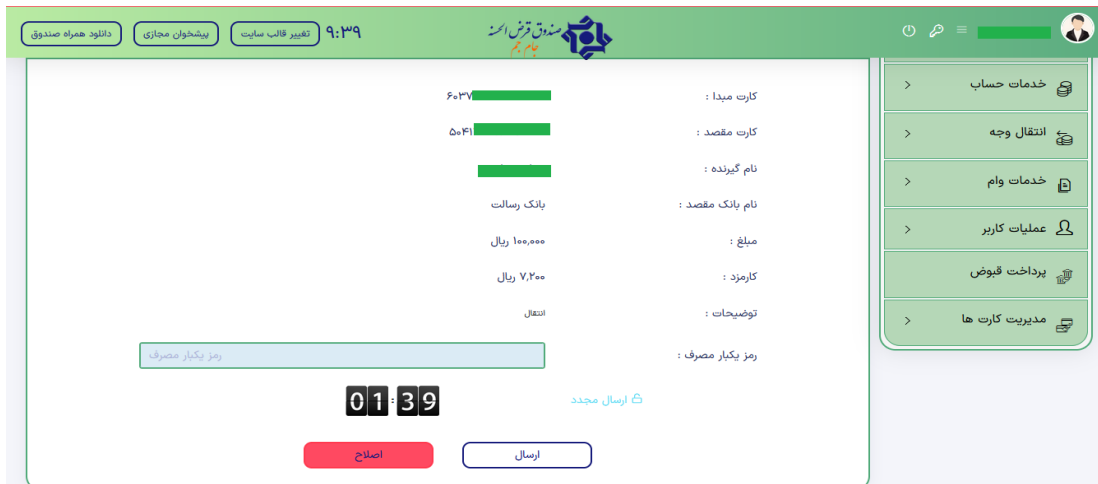 صندوق قرض الحسنه
جام جم
۹:۳۹
تغییر قالب سایت
پیشخوان مجازی
دانلود همراه صندوق
خدمات حساب
انتقال وجه
خدمات وام
عملیات کاربر
پرداخت قبوض
مدیریت کارت ها
کارت مبدا : ۶۰۳۷
کارت مقصد : ۵۰۴۱
نام گیرنده :
نام بانک مقصد : بانک رسالت
مبلغ : ۱۰۰,۰۰۰ ریال
کارمزد : ۷,۲۰۰ ریال
توضیحات : انتقال
رمز یکبار مصرف : رمز یکبار مصرف
ارسال مجدد 01:39
ارسال
اصلاح